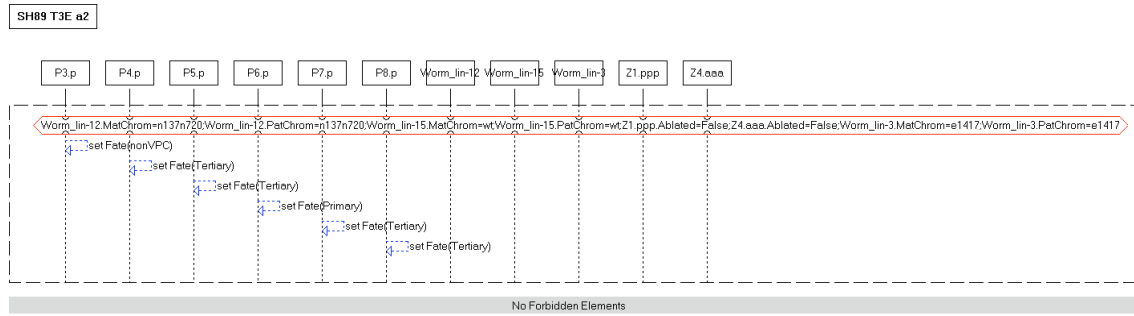 SH89 T3E a2
P3.p P4.p P5.p P6.p P7.p P8.p Worm_lin-12 Worm_lin-15 Worm_lin-3 Z1.ppp Z4.aaa
Worm_lin-12.MatChrom=n137n720;Worm_lin-12.PatChrom=n137n720;Worm_lin-15.MatChrom=wt;Worm_lin-15.PatChrom=wt;Z1.ppp.Ablated=False;Z4.aaa.Ablated=False;Worm_lin-3.MatChrom=e1417;Worm_lin-3.PatChrom=e1417
set Fate(nonVPC)
set Fate(Tertiary)
set Fate(Tertiary)
set Fate(Primary)
set Fate(Tertiary)
set Fate(Tertiary)
No Forbidden Elements